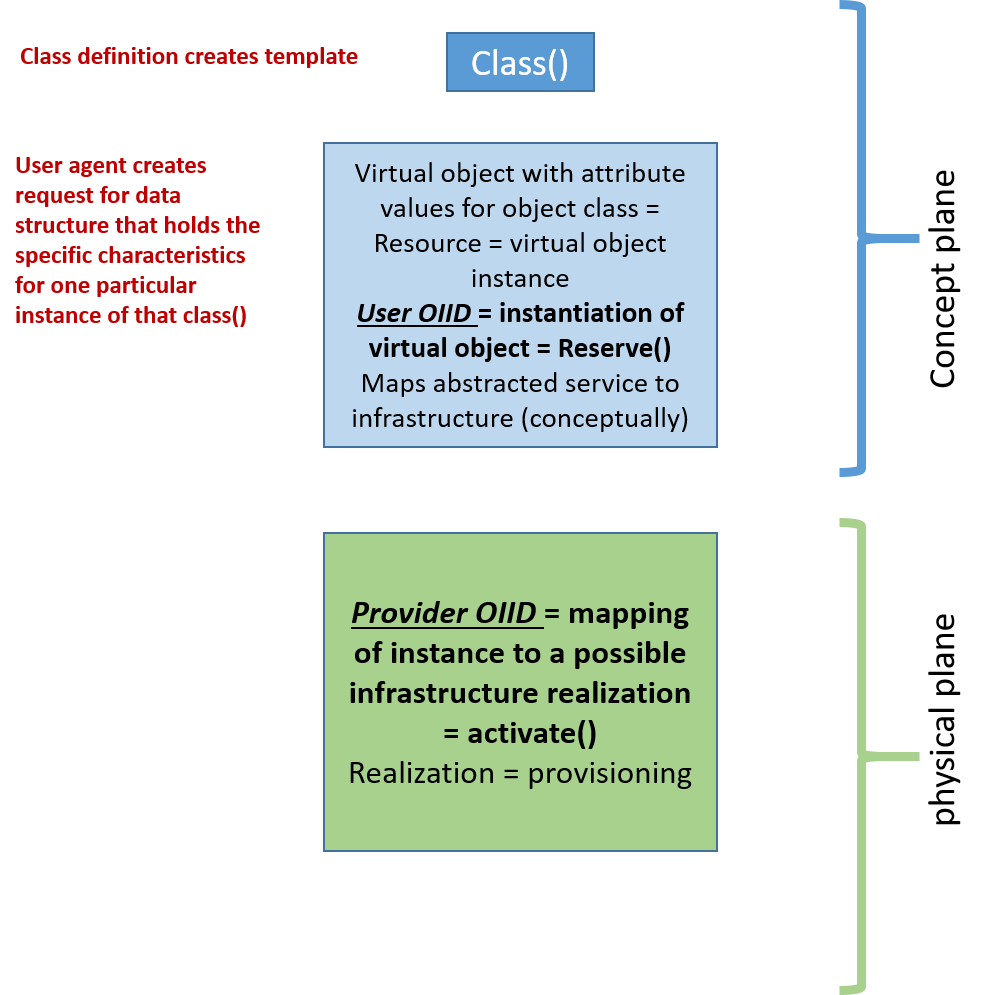 Class definition creates template
Class()
User agent creates
request for data
structure that holds the
specific characteristics
for one particular
instance of that class()
Virtual object with attribute
values for object class =
Resource = virtual object
instance
User OIID = instantiation of
virtual object = Reserve()
Maps abstracted service to
infrastructure (conceptually)
Concept plane
Provider OIID = mapping
of instance to a possible
infrastructure realization
= activate()
Realization = provisioning
physical plane